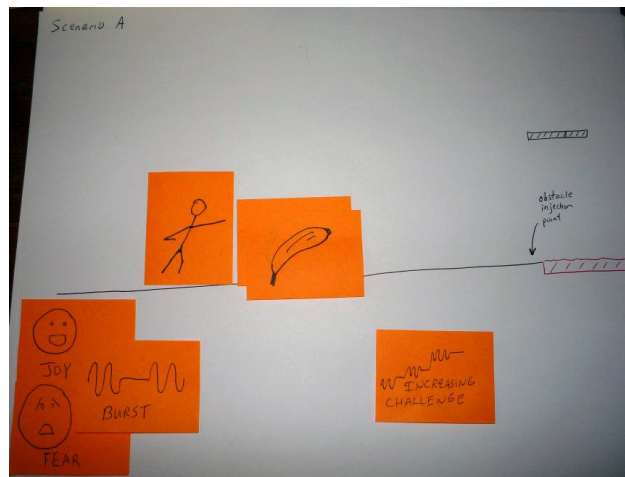 Scenario A
obstacle
injection
point
JOY
BURST
INCREASING
CHALLENGE
FEAR